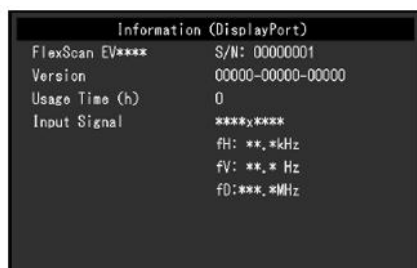 Information (DisplayPort)
FlexScan EV**** S/N: 00000001
Version 00000-00000-00000
Usage Time (h) 0
Input Signal ****x****
fH: **.*kHz
fV: **.* Hz
fD:***.*MHz